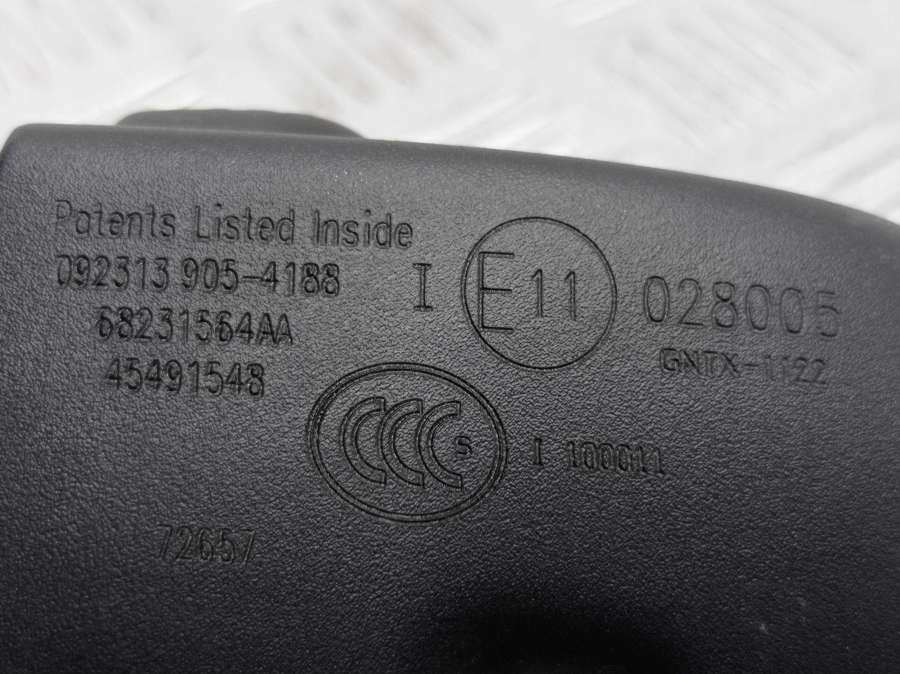 Patents Listed Inside
092313 905-4188
68231564AA
45491548
I E11 028005
GNTX-1122
CCC S I 100011
72657